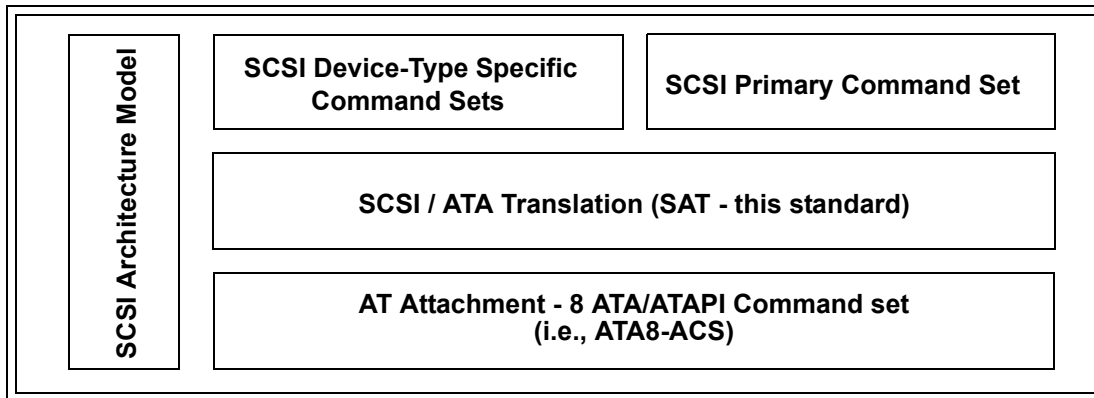 SCSI Architecture Model
SCSI Device-Type Specific
Command Sets
SCSI Primary Command Set
SCSI / ATA Translation (SAT - this standard)
AT Attachment - 8 ATA/ATAPI Command set
(i.e., ATA8-ACS)